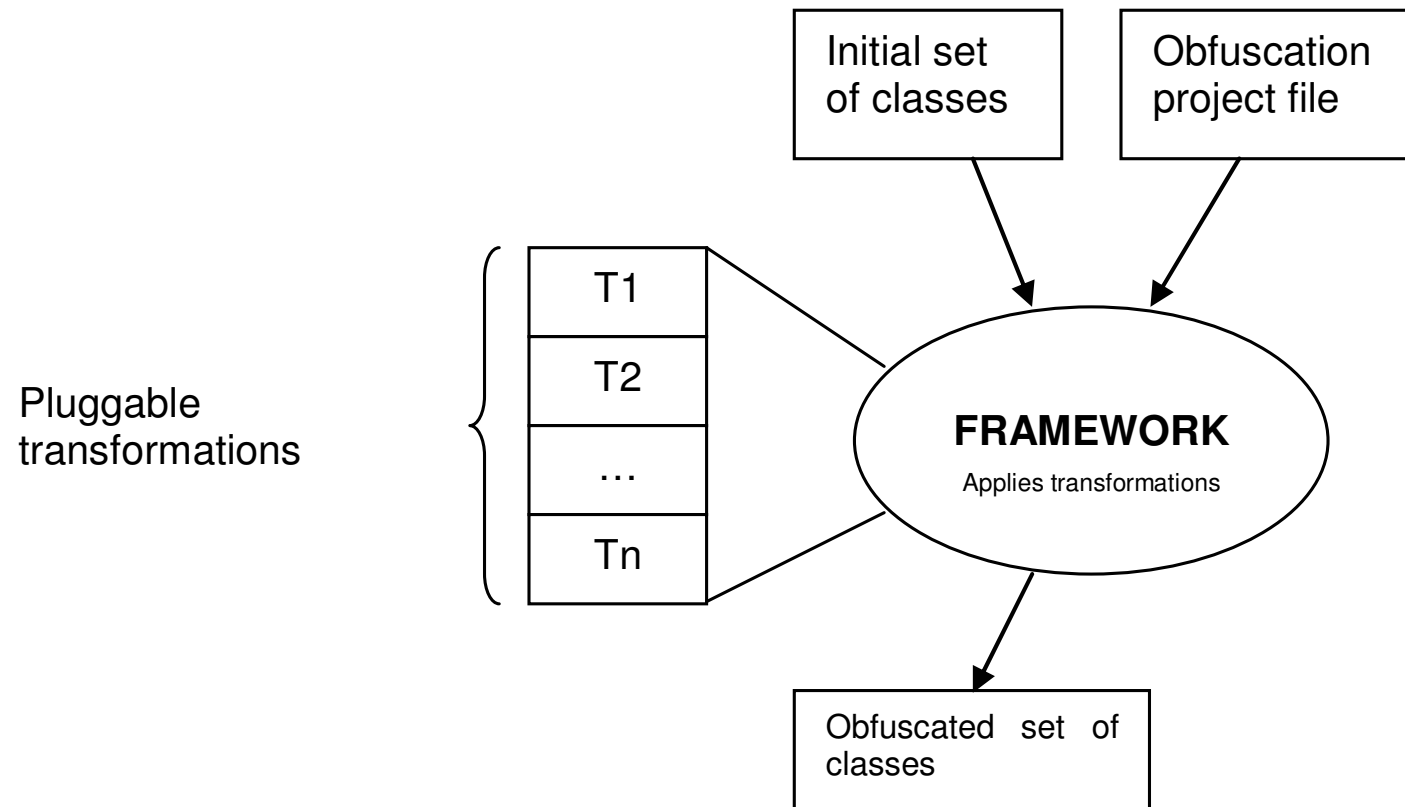 Initial set
of classes
Obfuscation
project file
T1
T2
…
Tn
Pluggable
transformations
FRAMEWORK
Applies transformations
Obfuscated set of
classes